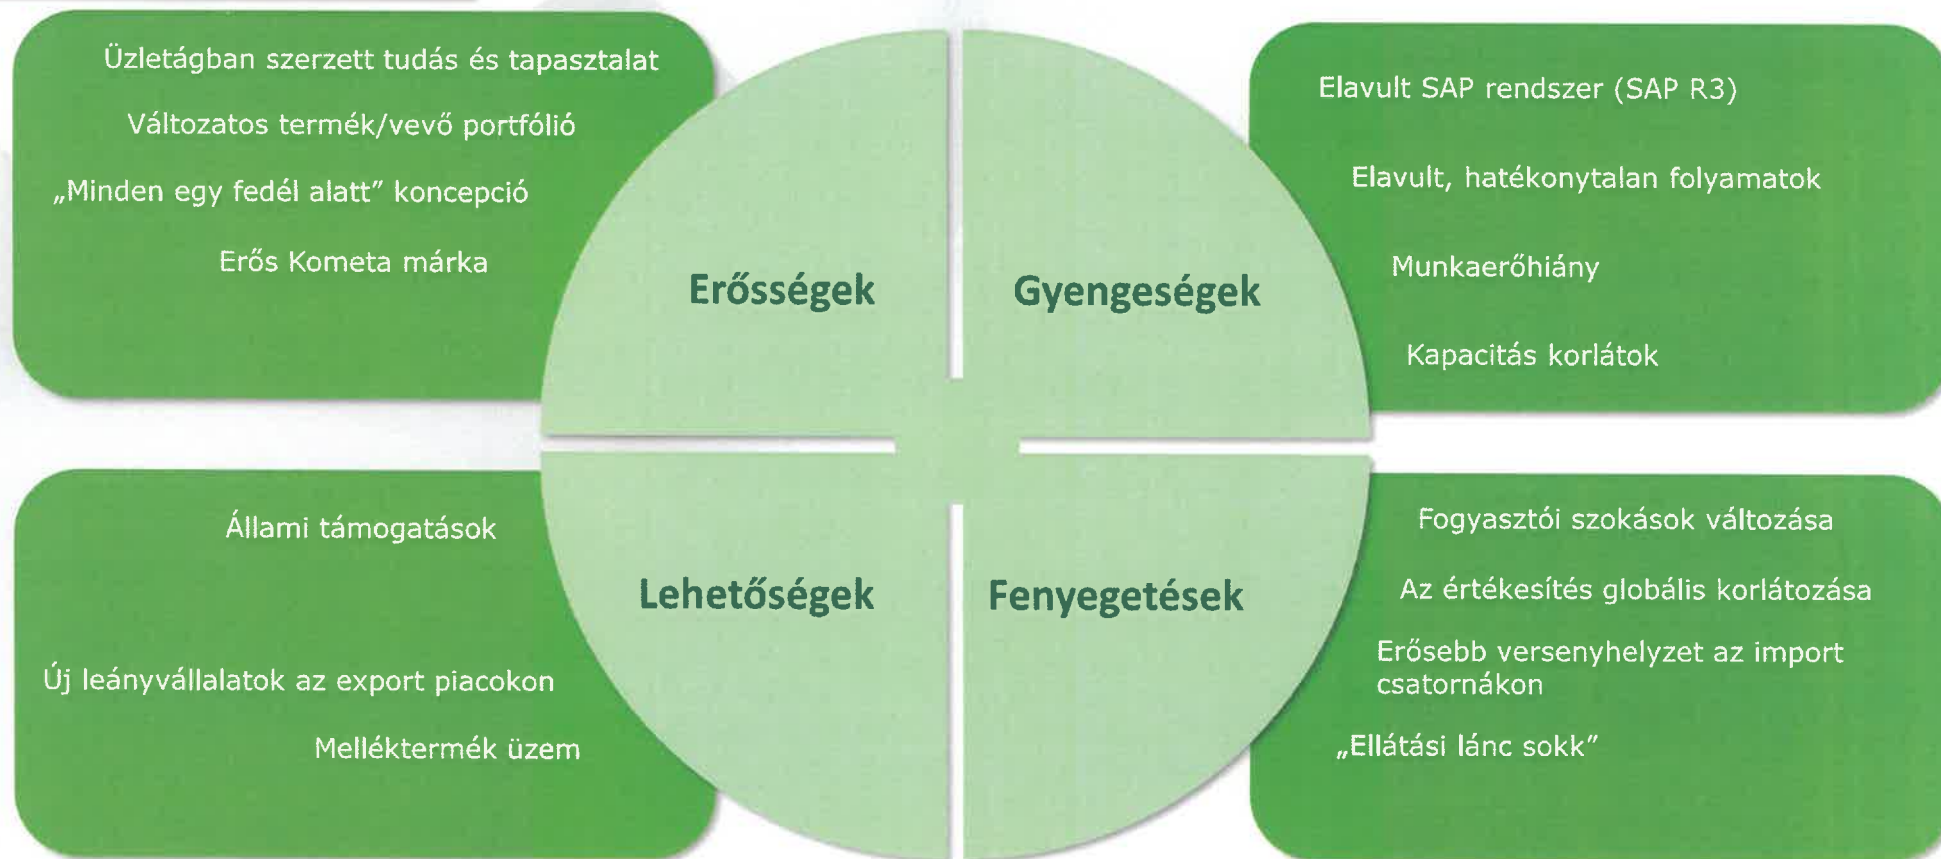 Üzletágban szerzett tudás és tapasztalat
Változatos termék/vevő portfólió
„Minden egy fedél alatt” koncepció
Erős Kometa márka
Erősségek
Gyengeségek
Elavult SAP rendszer (SAP R3)
Elavult, hatékonytalan folyamatok
Munkaerőhiány
Kapacitás korlátok
Állami támogatások
Új leányvállalatok az export piacokon
Melléktermék üzem
Lehetőségek
Fenyegetések
Fogyasztói szokások változása
Az értékesítés globális korlátozása
Erősebb versenyhelyzet az import
csatornákon
„Ellátási lánc sokk”